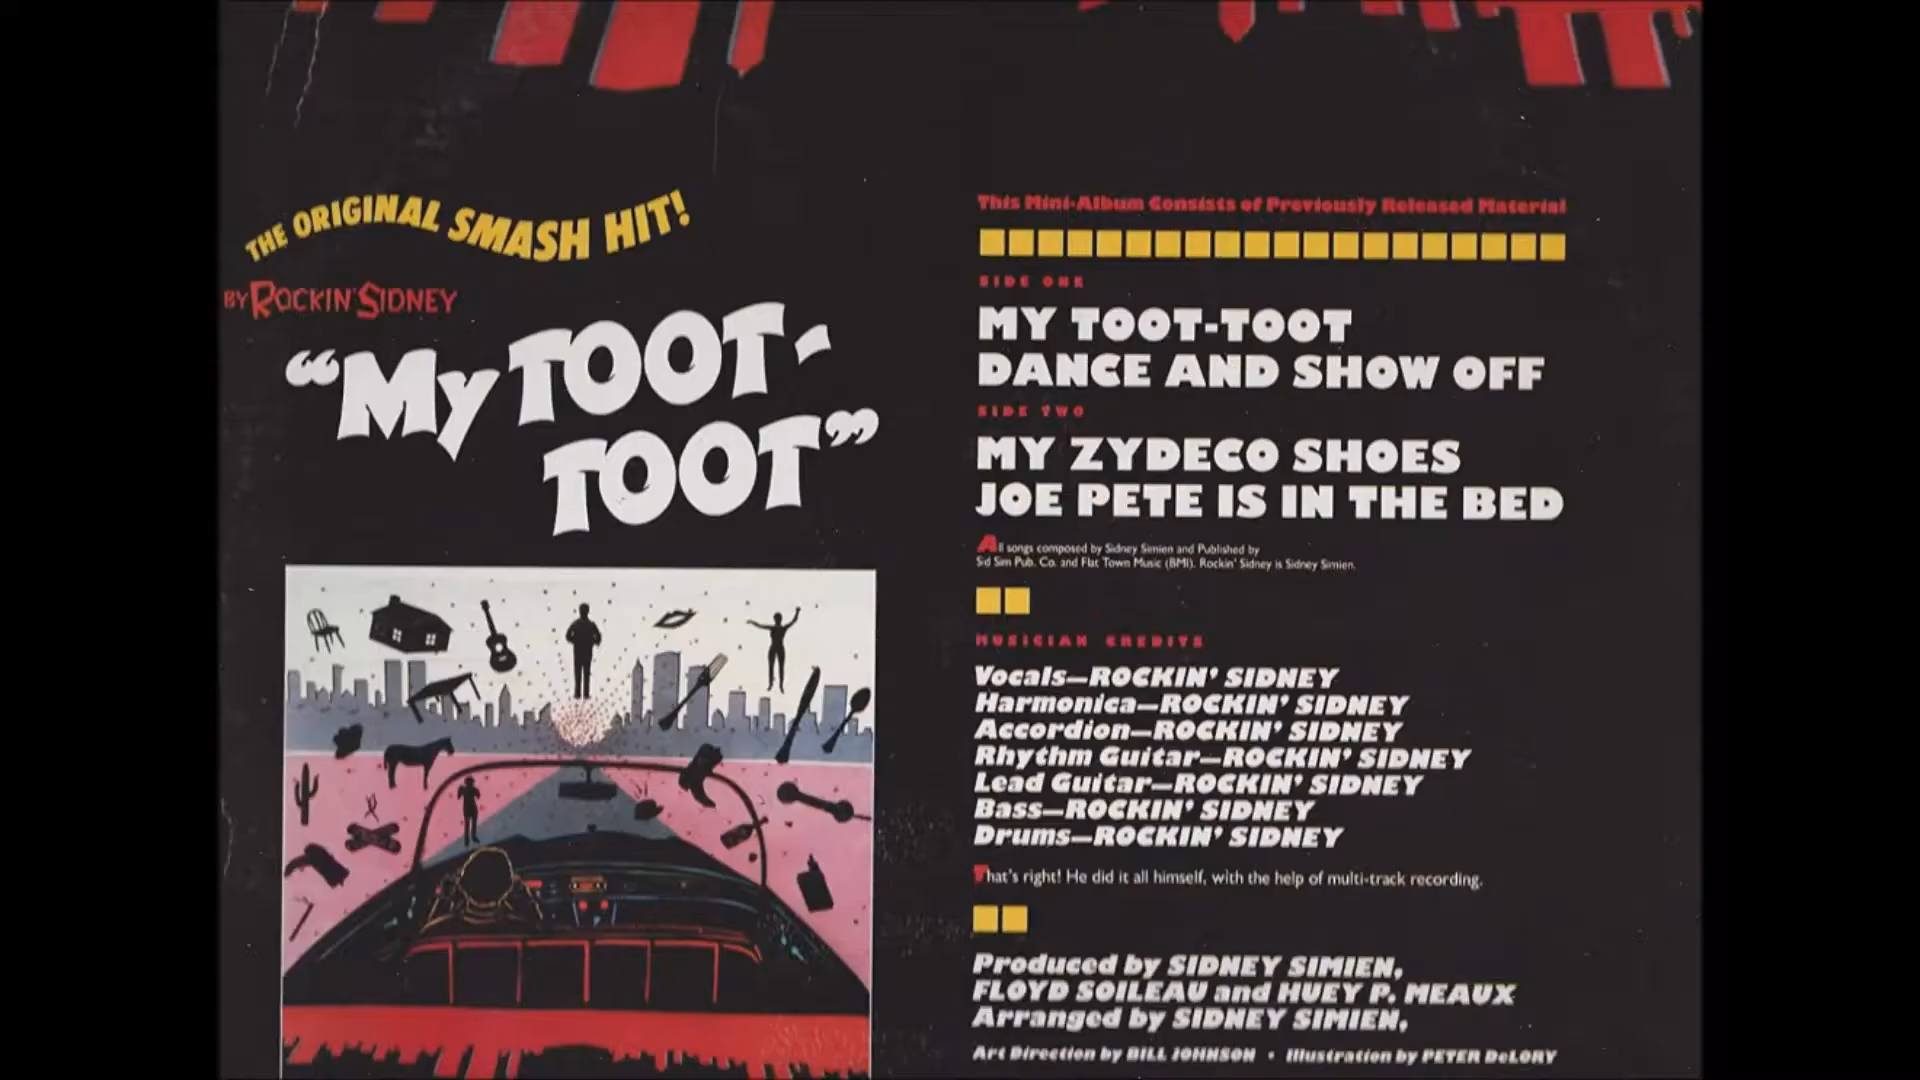 THE ORIGINAL SMASH HIT!
BY ROCKIN' SIDNEY
“My TOOT-
TOOT”
This Mini-Album Consists of Previously Released Material
SIDE ONE
MY TOOT-TOOT
DANCE AND SHOW OFF
SIDE TWO
MY ZYDECO SHOES
JOE PETE IS IN THE BED
All songs composed by Sidney Simien and Published by
Sid Sim Pub. Co. and Flat Town Music (BMI). Rockin' Sidney is Sidney Simien.
MUSICIAN CREDITS
Vocals—ROCKIN' SIDNEY
Harmonica—ROCKIN' SIDNEY
Accordion—ROCKIN' SIDNEY
Rhythm Guitar—ROCKIN' SIDNEY
Lead Guitar—ROCKIN' SIDNEY
Bass—ROCKIN' SIDNEY
Drums—ROCKIN' SIDNEY
That's right! He did it all himself, with the help of multi-track recording.
Produced by SIDNEY SIMIEN,
FLOYD SOILEAU and HUEY P. MEAUX
Arranged by SIDNEY SIMIEN,
Art Direction by BILL JOHNSON • Illustration by PETER DeLORY